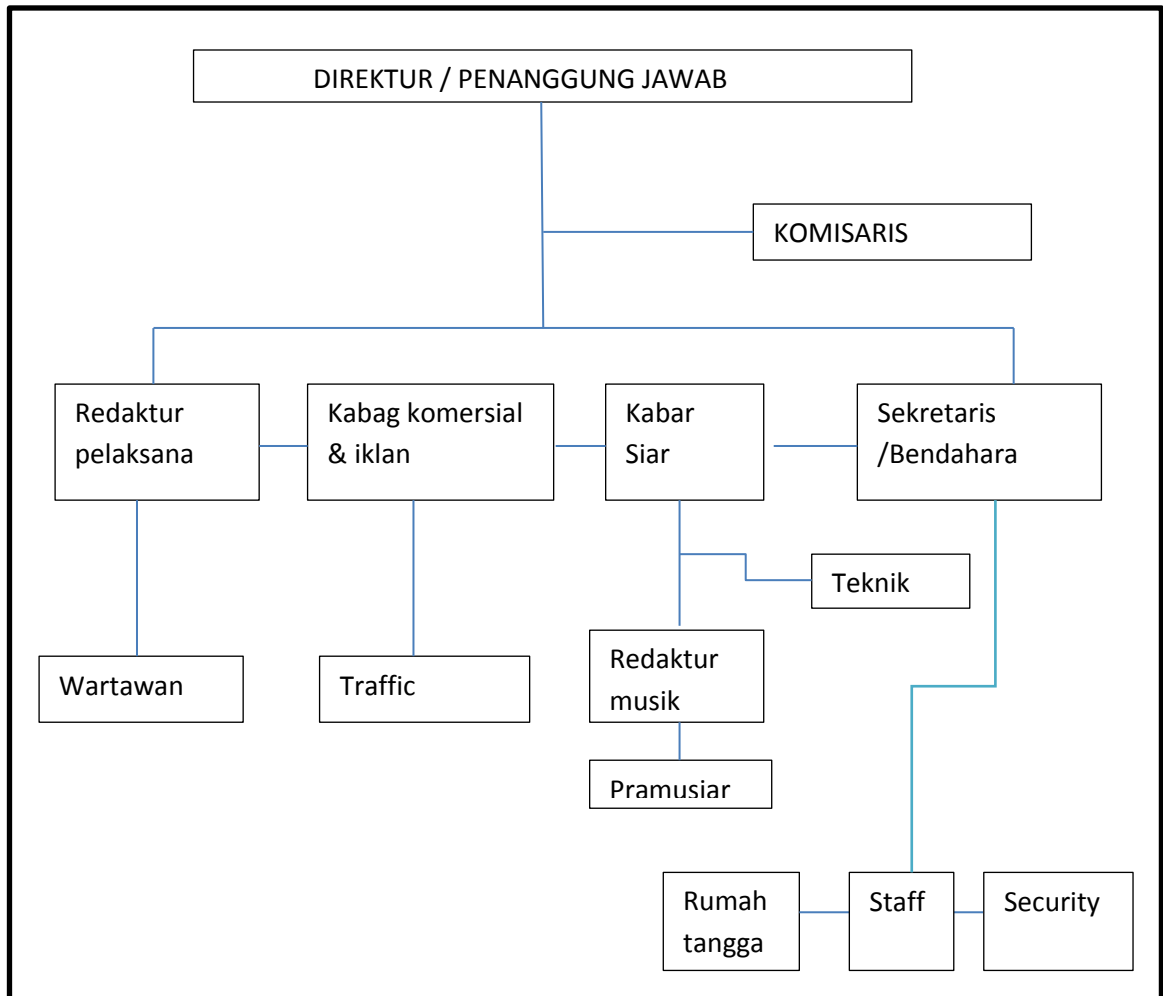 DIREKTUR / PENANGGUNG JAWAB
KOMISARIS
Redaktur
pelaksana
Kabag komersial
& iklan
Kabar
Siar
Sekretaris
/Bendahara
Teknik
Wartawan
Traffic
Redaktur
musik
Pramusiar
Rumah
tangga
Staff
Security